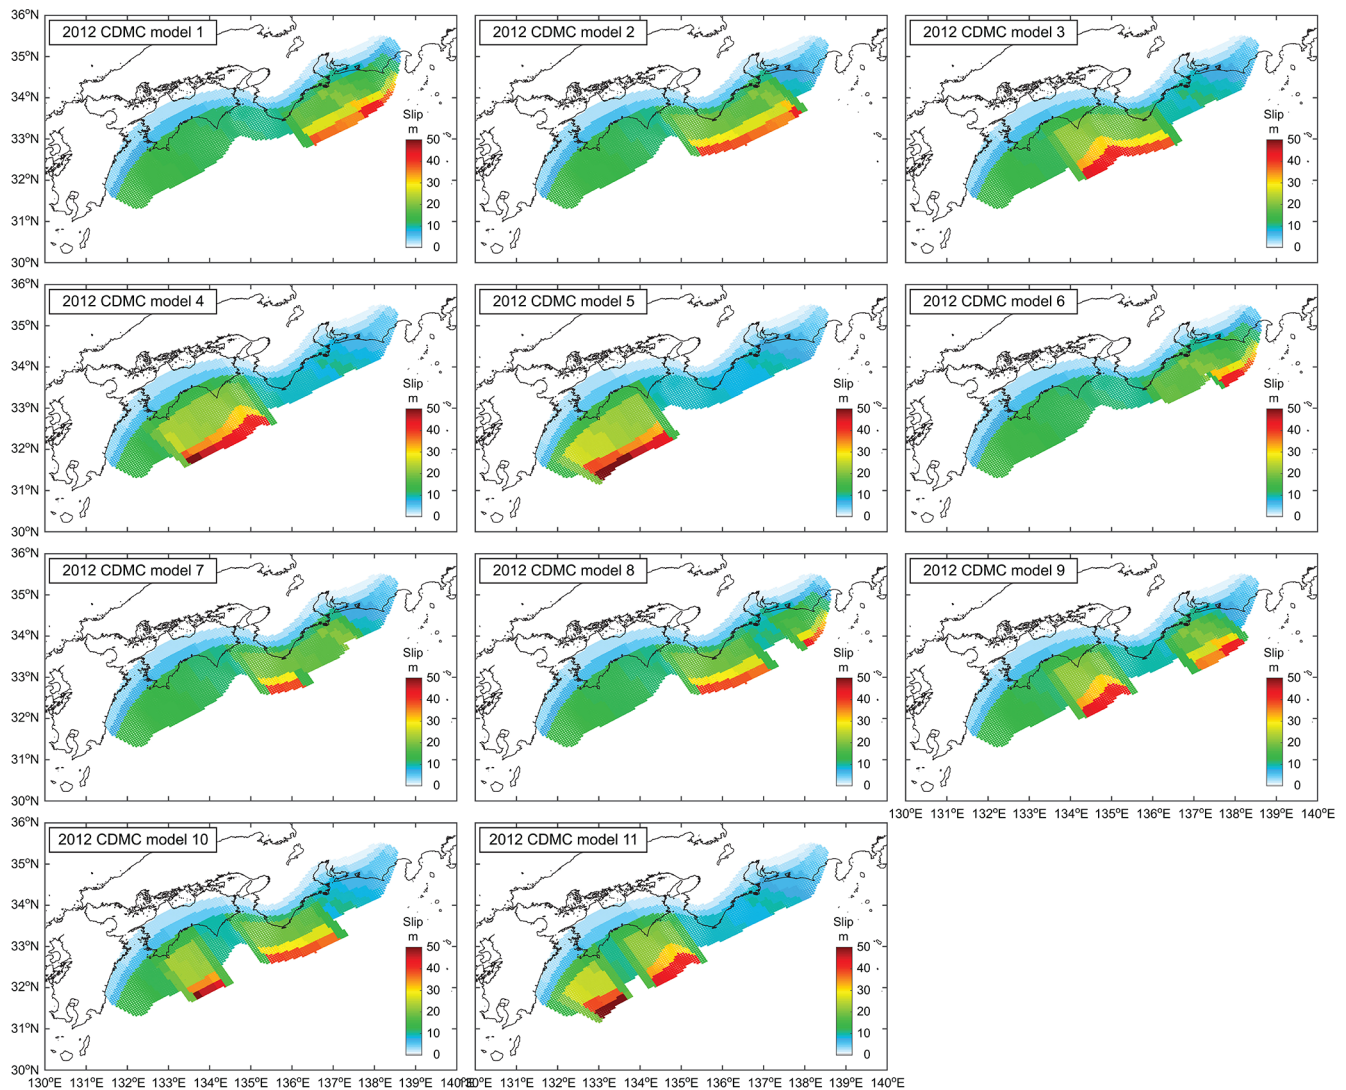 36°N
35°N
34°N
33°N
32°N
31°N
30°N
2012 CDMC model 1
Slip
m
50
40
30
20
10
0
2012 CDMC model 2
Slip
m
50
40
30
20
10
0
2012 CDMC model 3
Slip
m
50
40
30
20
10
0
36°N
35°N
34°N
33°N
32°N
31°N
30°N
2012 CDMC model 4
Slip
m
50
40
30
20
10
0
2012 CDMC model 5
Slip
m
50
40
30
20
10
0
2012 CDMC model 6
Slip
m
50
40
30
20
10
0
36°N
35°N
34°N
33°N
32°N
31°N
30°N
2012 CDMC model 7
Slip
m
50
40
30
20
10
0
2012 CDMC model 8
Slip
m
50
40
30
20
10
0
2012 CDMC model 9
Slip
m
50
40
30
20
10
0
130°E 131°E 132°E 133°E 134°E 135°E 136°E 137°E 138°E 139°E 140°E
36°N
35°N
34°N
33°N
32°N
31°N
30°N
2012 CDMC model 10
Slip
m
50
40
30
20
10
0
2012 CDMC model 11
Slip
m
50
40
30
20
10
0
130°E 131°E 132°E 133°E 134°E 135°E 136°E 137°E 138°E 139°E 140°E
130°E 131°E 132°E 133°E 134°E 135°E 136°E 137°E 138°E 139°E 140°E